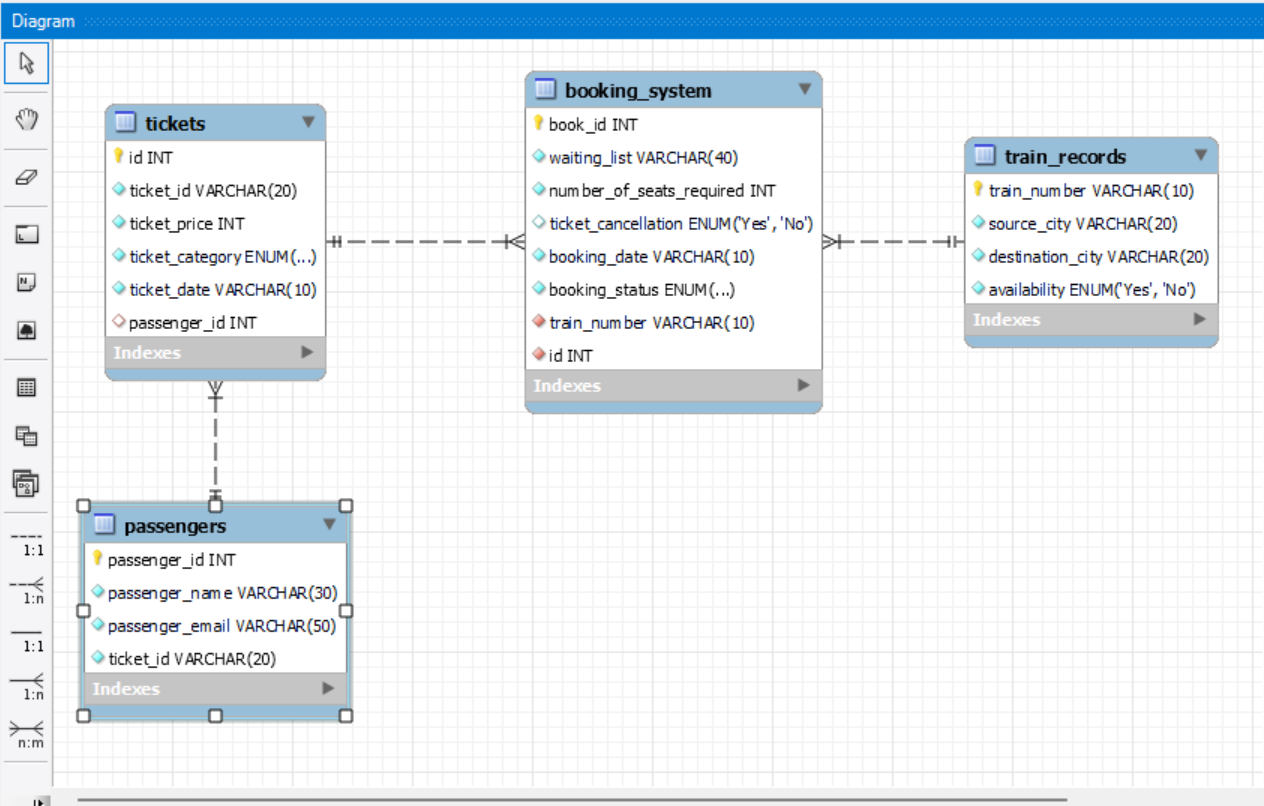 Diagram
tickets
id INT
ticket_id VARCHAR(20)
ticket_price INT
ticket_category ENUM(...)
ticket_date VARCHAR(10)
passenger_id INT
Indexes
booking_system
book_id INT
waiting_list VARCHAR(40)
number_of_seats_required INT
ticket_cancellation ENUM('Yes', 'No')
booking_date VARCHAR(10)
booking_status ENUM(...)
train_number VARCHAR(10)
id INT
Indexes
train_records
train_number VARCHAR(10)
source_city VARCHAR(20)
destination_city VARCHAR(20)
availability ENUM('Yes', 'No')
Indexes
passengers
passenger_id INT
passenger_name VARCHAR(30)
passenger_email VARCHAR(50)
ticket_id VARCHAR(20)
Indexes
1:1
1:n
1:1
1:n
n:m